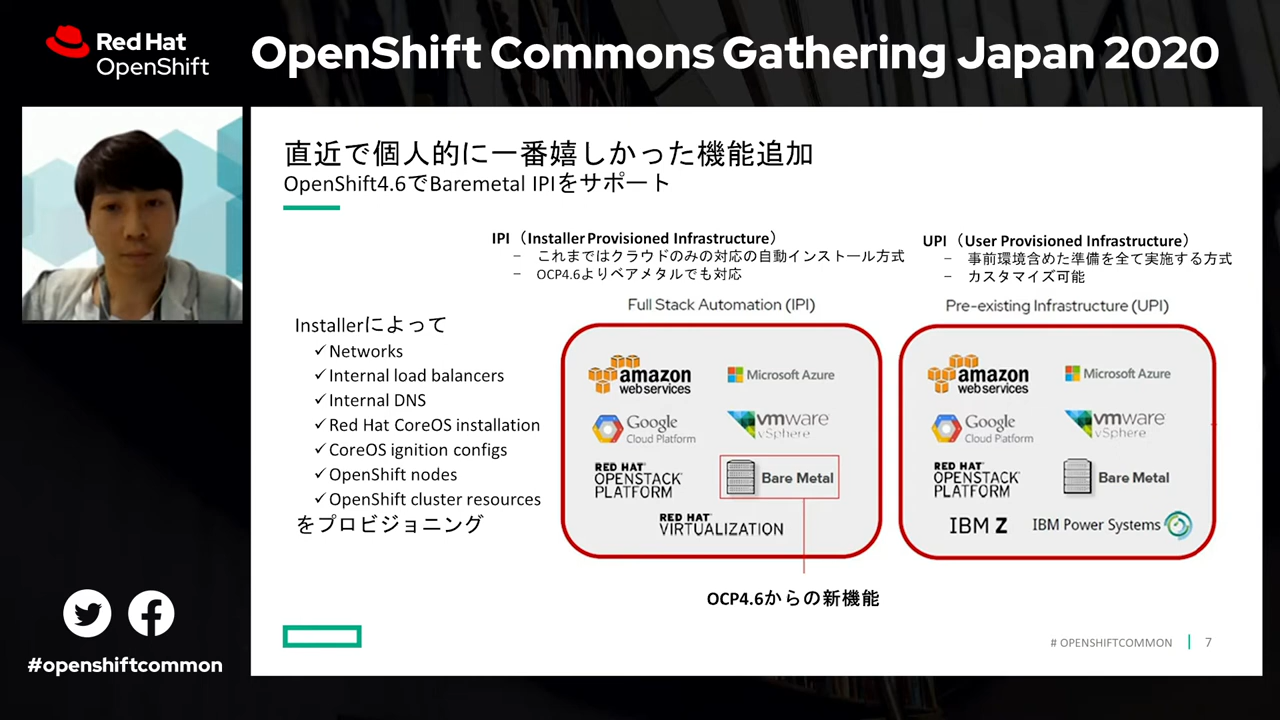 Red Hat
OpenShift
OpenShift Commons Gathering Japan 2020
直近で個人的に一番嬉しかった機能追加
OpenShift4.6でBaremetal IPIをサポート
IPI（Installer Provisioned Infrastructure）
− これまではクラウドのみの対応の自動インストール方式
− OCP4.6よりベアメタルでも対応
UPI（User Provisioned Infrastructure）
− 事前環境含めた準備を全て実施する方式
− カスタマイズ可能
Installerによって
✓Networks
✓Internal load balancers
✓Internal DNS
✓Red Hat CoreOS installation
✓CoreOS ignition configs
✓OpenShift nodes
✓OpenShift cluster resources
をプロビジョニング
Full Stack Automation (IPI)
amazon
web services
Microsoft Azure
Google
Cloud Platform
vmware
vSphere
RED HAT
OPENSTACK
PLATFORM
Bare Metal
RED HAT
VIRTUALIZATION
OCP4.6からの新機能
Pre-existing Infrastructure (UPI)
amazon
web services
Microsoft Azure
Google
Cloud Platform
vmware
vSphere
RED HAT
OPENSTACK
PLATFORM
Bare Metal
IBM Z
IBM Power Systems
#openshiftcommon
# OPENSHIFTCOMMON
7